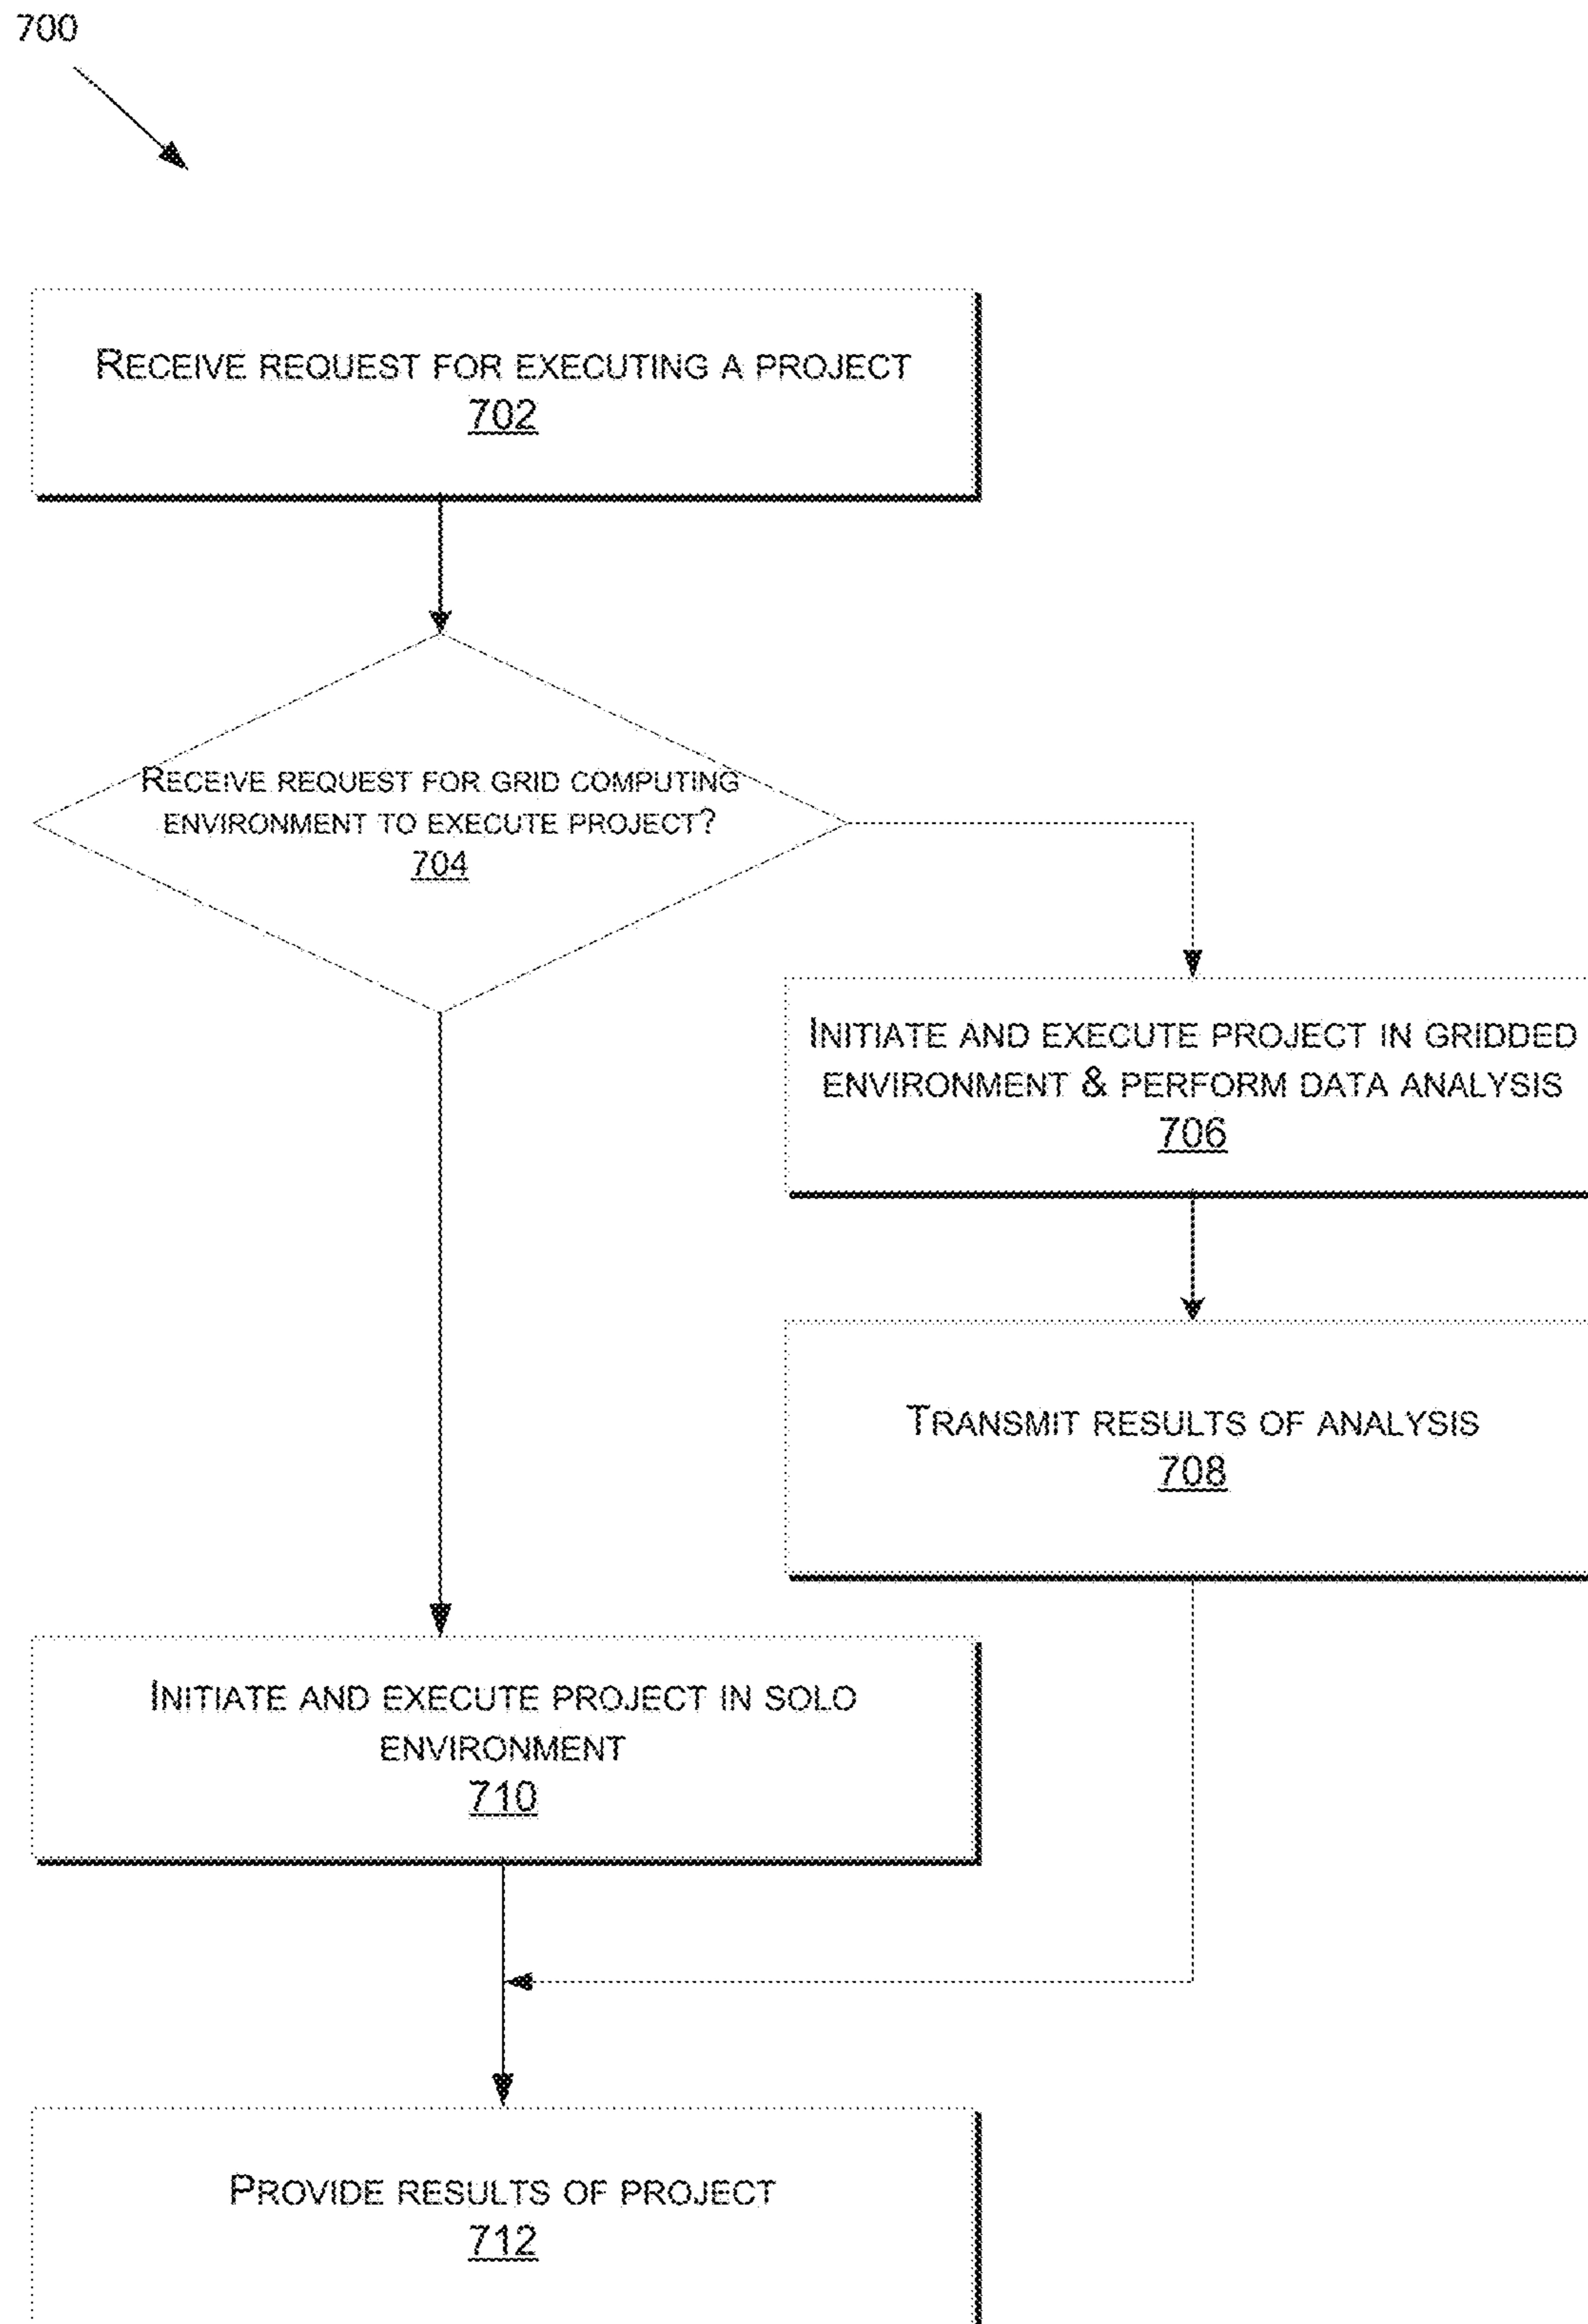 700
RECEIVE REQUEST FOR EXECUTING A PROJECT
702
RECEIVE REQUEST FOR GRID COMPUTING
ENVIRONMENT TO EXECUTE PROJECT?
704
INITIATE AND EXECUTE PROJECT IN GRIDDED
ENVIRONMENT & PERFORM DATA ANALYSIS
706
TRANSMIT RESULTS OF ANALYSIS
708
INITIATE AND EXECUTE PROJECT IN SOLO
ENVIRONMENT
710
PROVIDE RESULTS OF PROJECT
712